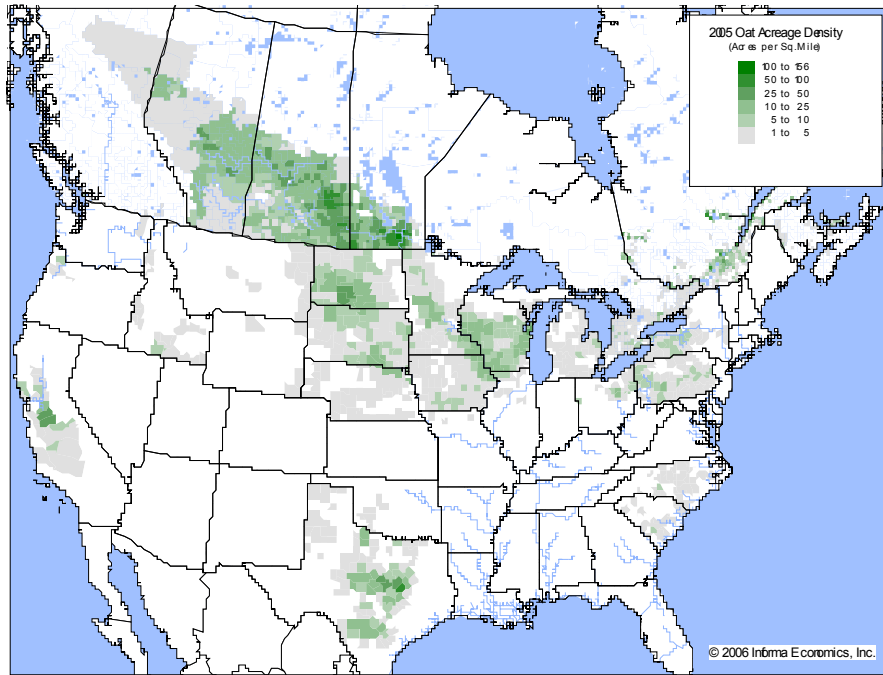 2005 Oat Acreage Density
(Acres per Sq.Mile)
100 to 156
50 to 100
25 to 50
10 to 25
5 to 10
1 to 5
© 2006 Informa Economics, Inc.